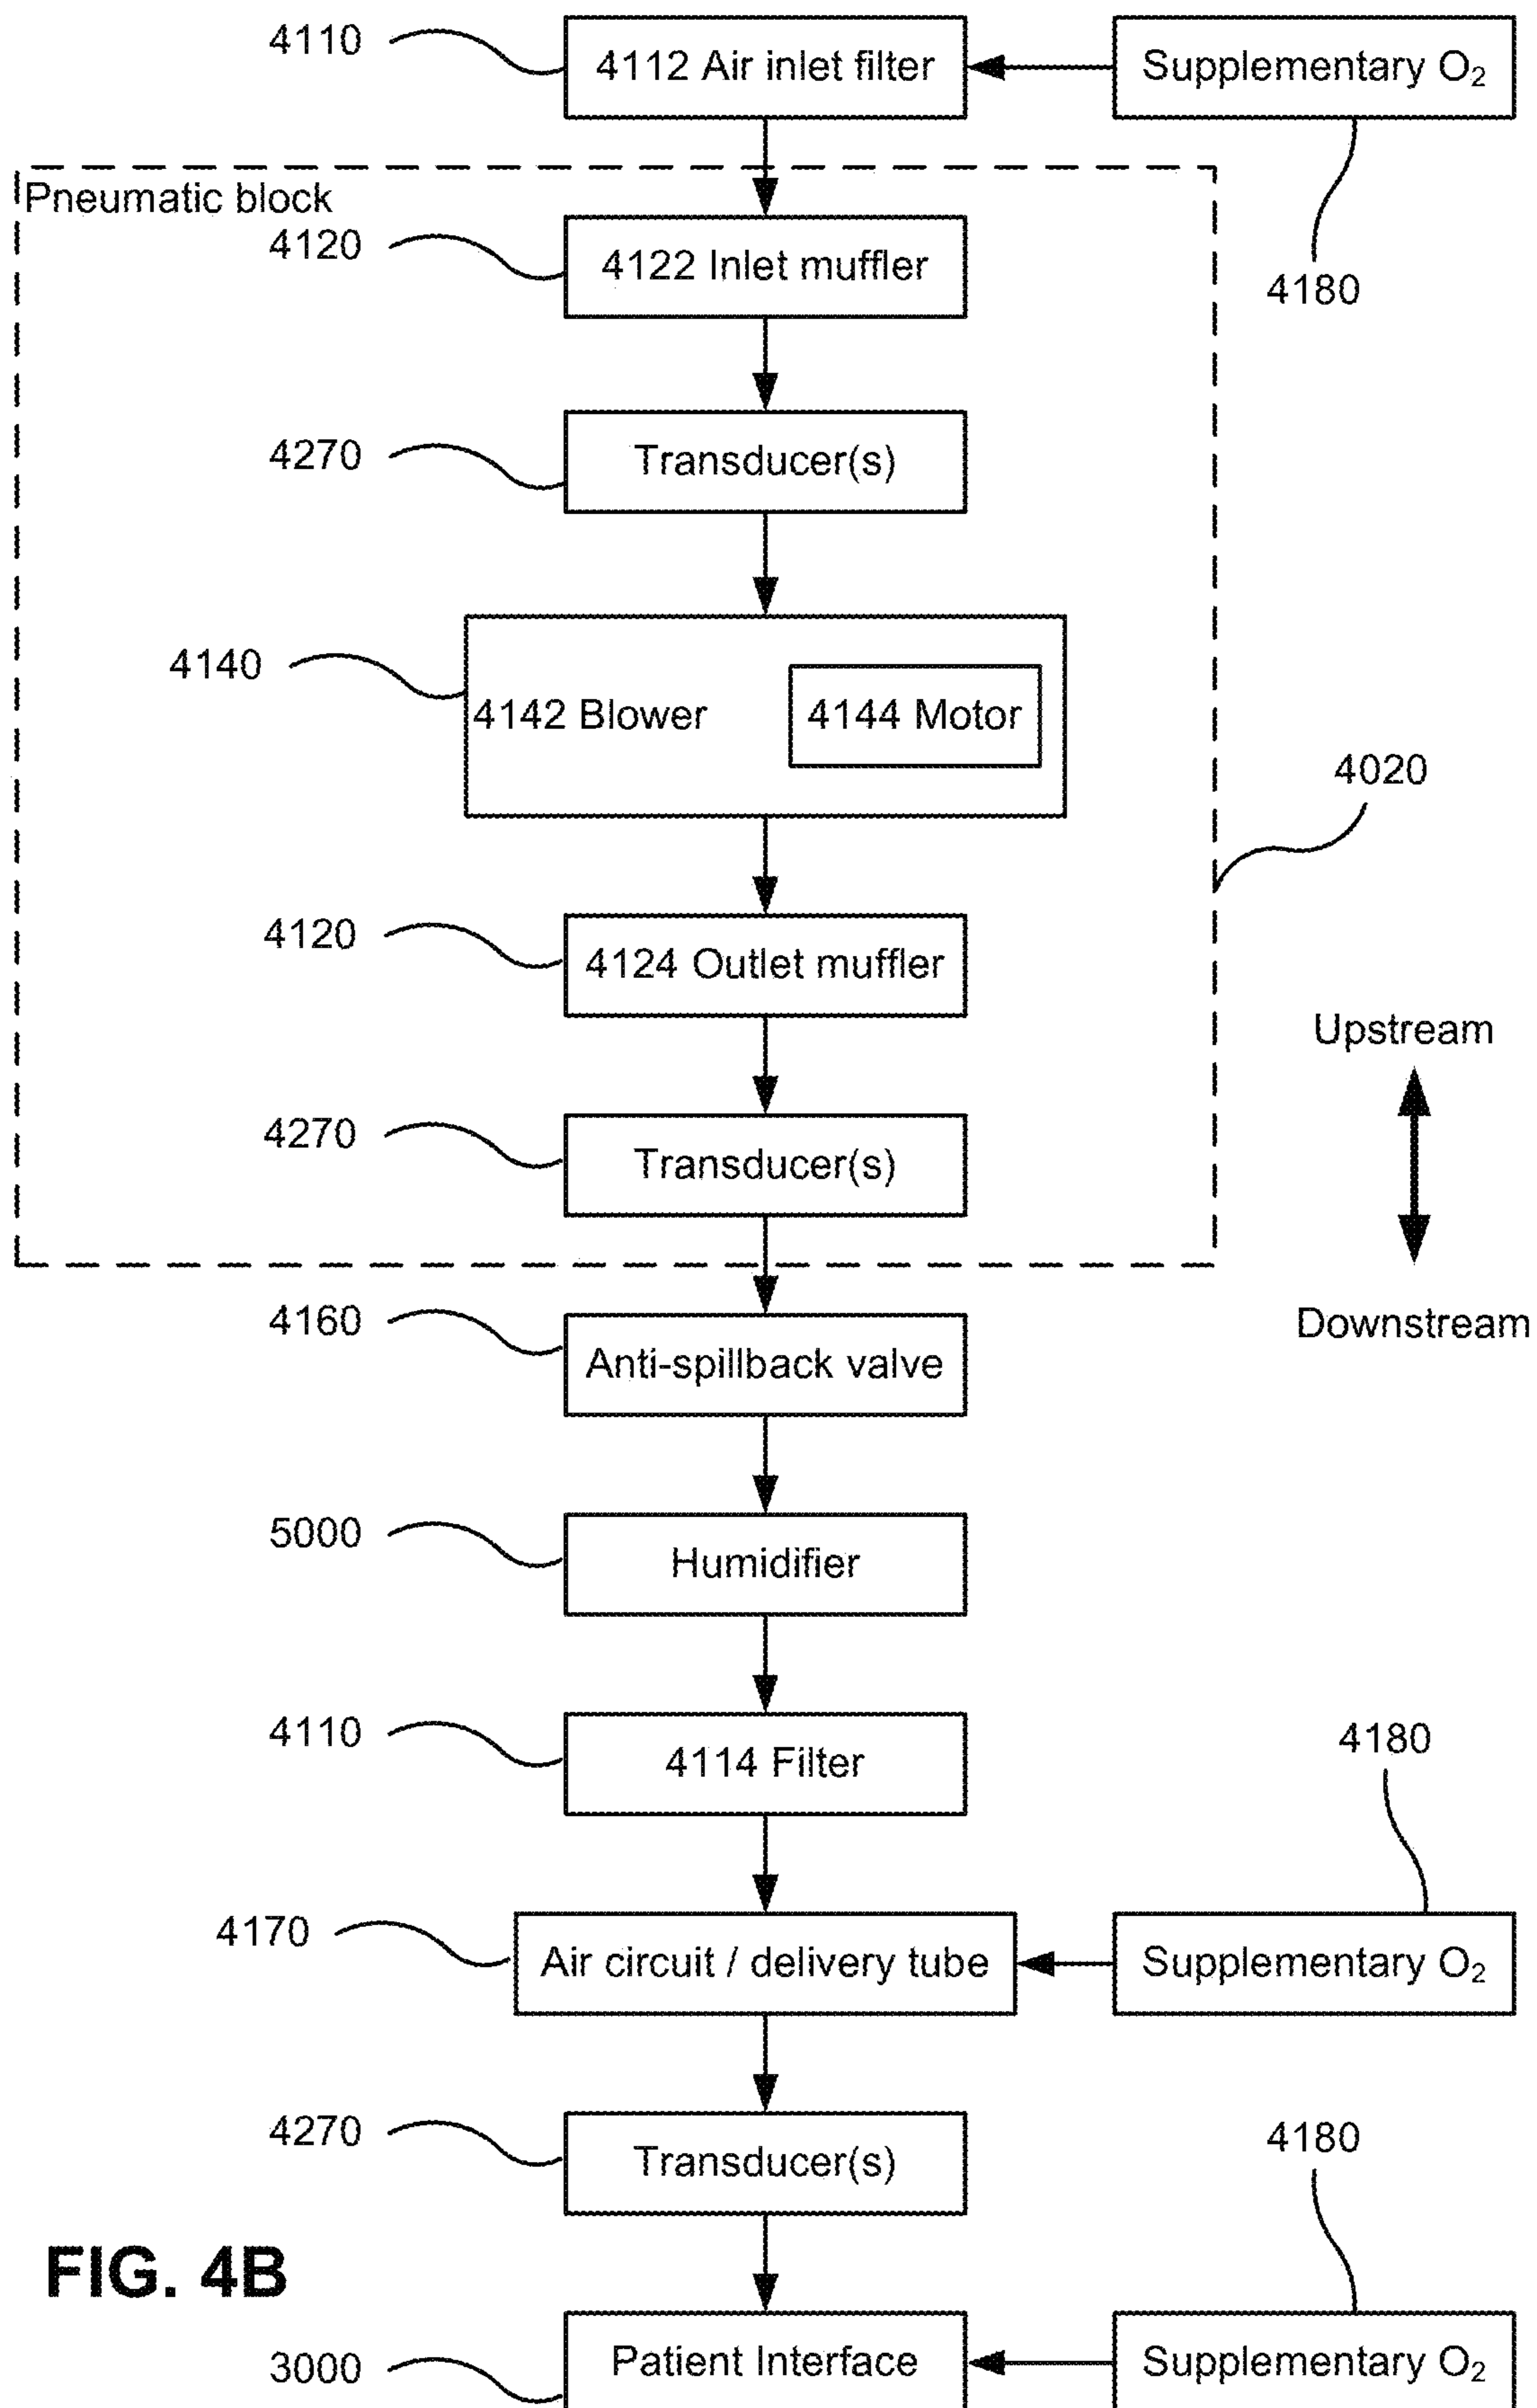 4110
4112 Air inlet filter
Supplementary O₂
Pneumatic block
4120
4122 Inlet muffler
4180
4270
Transducer(s)
4140
4142 Blower
4144 Motor
4020
4120
4124 Outlet muffler
Upstream
4270
Transducer(s)
4160
Anti-spillback valve
Downstream
5000
Humidifier
4110
4114 Filter
4180
4170
Air circuit / delivery tube
Supplementary O₂
4270
Transducer(s)
4180
FIG. 4B
3000
Patient Interface
Supplementary O₂